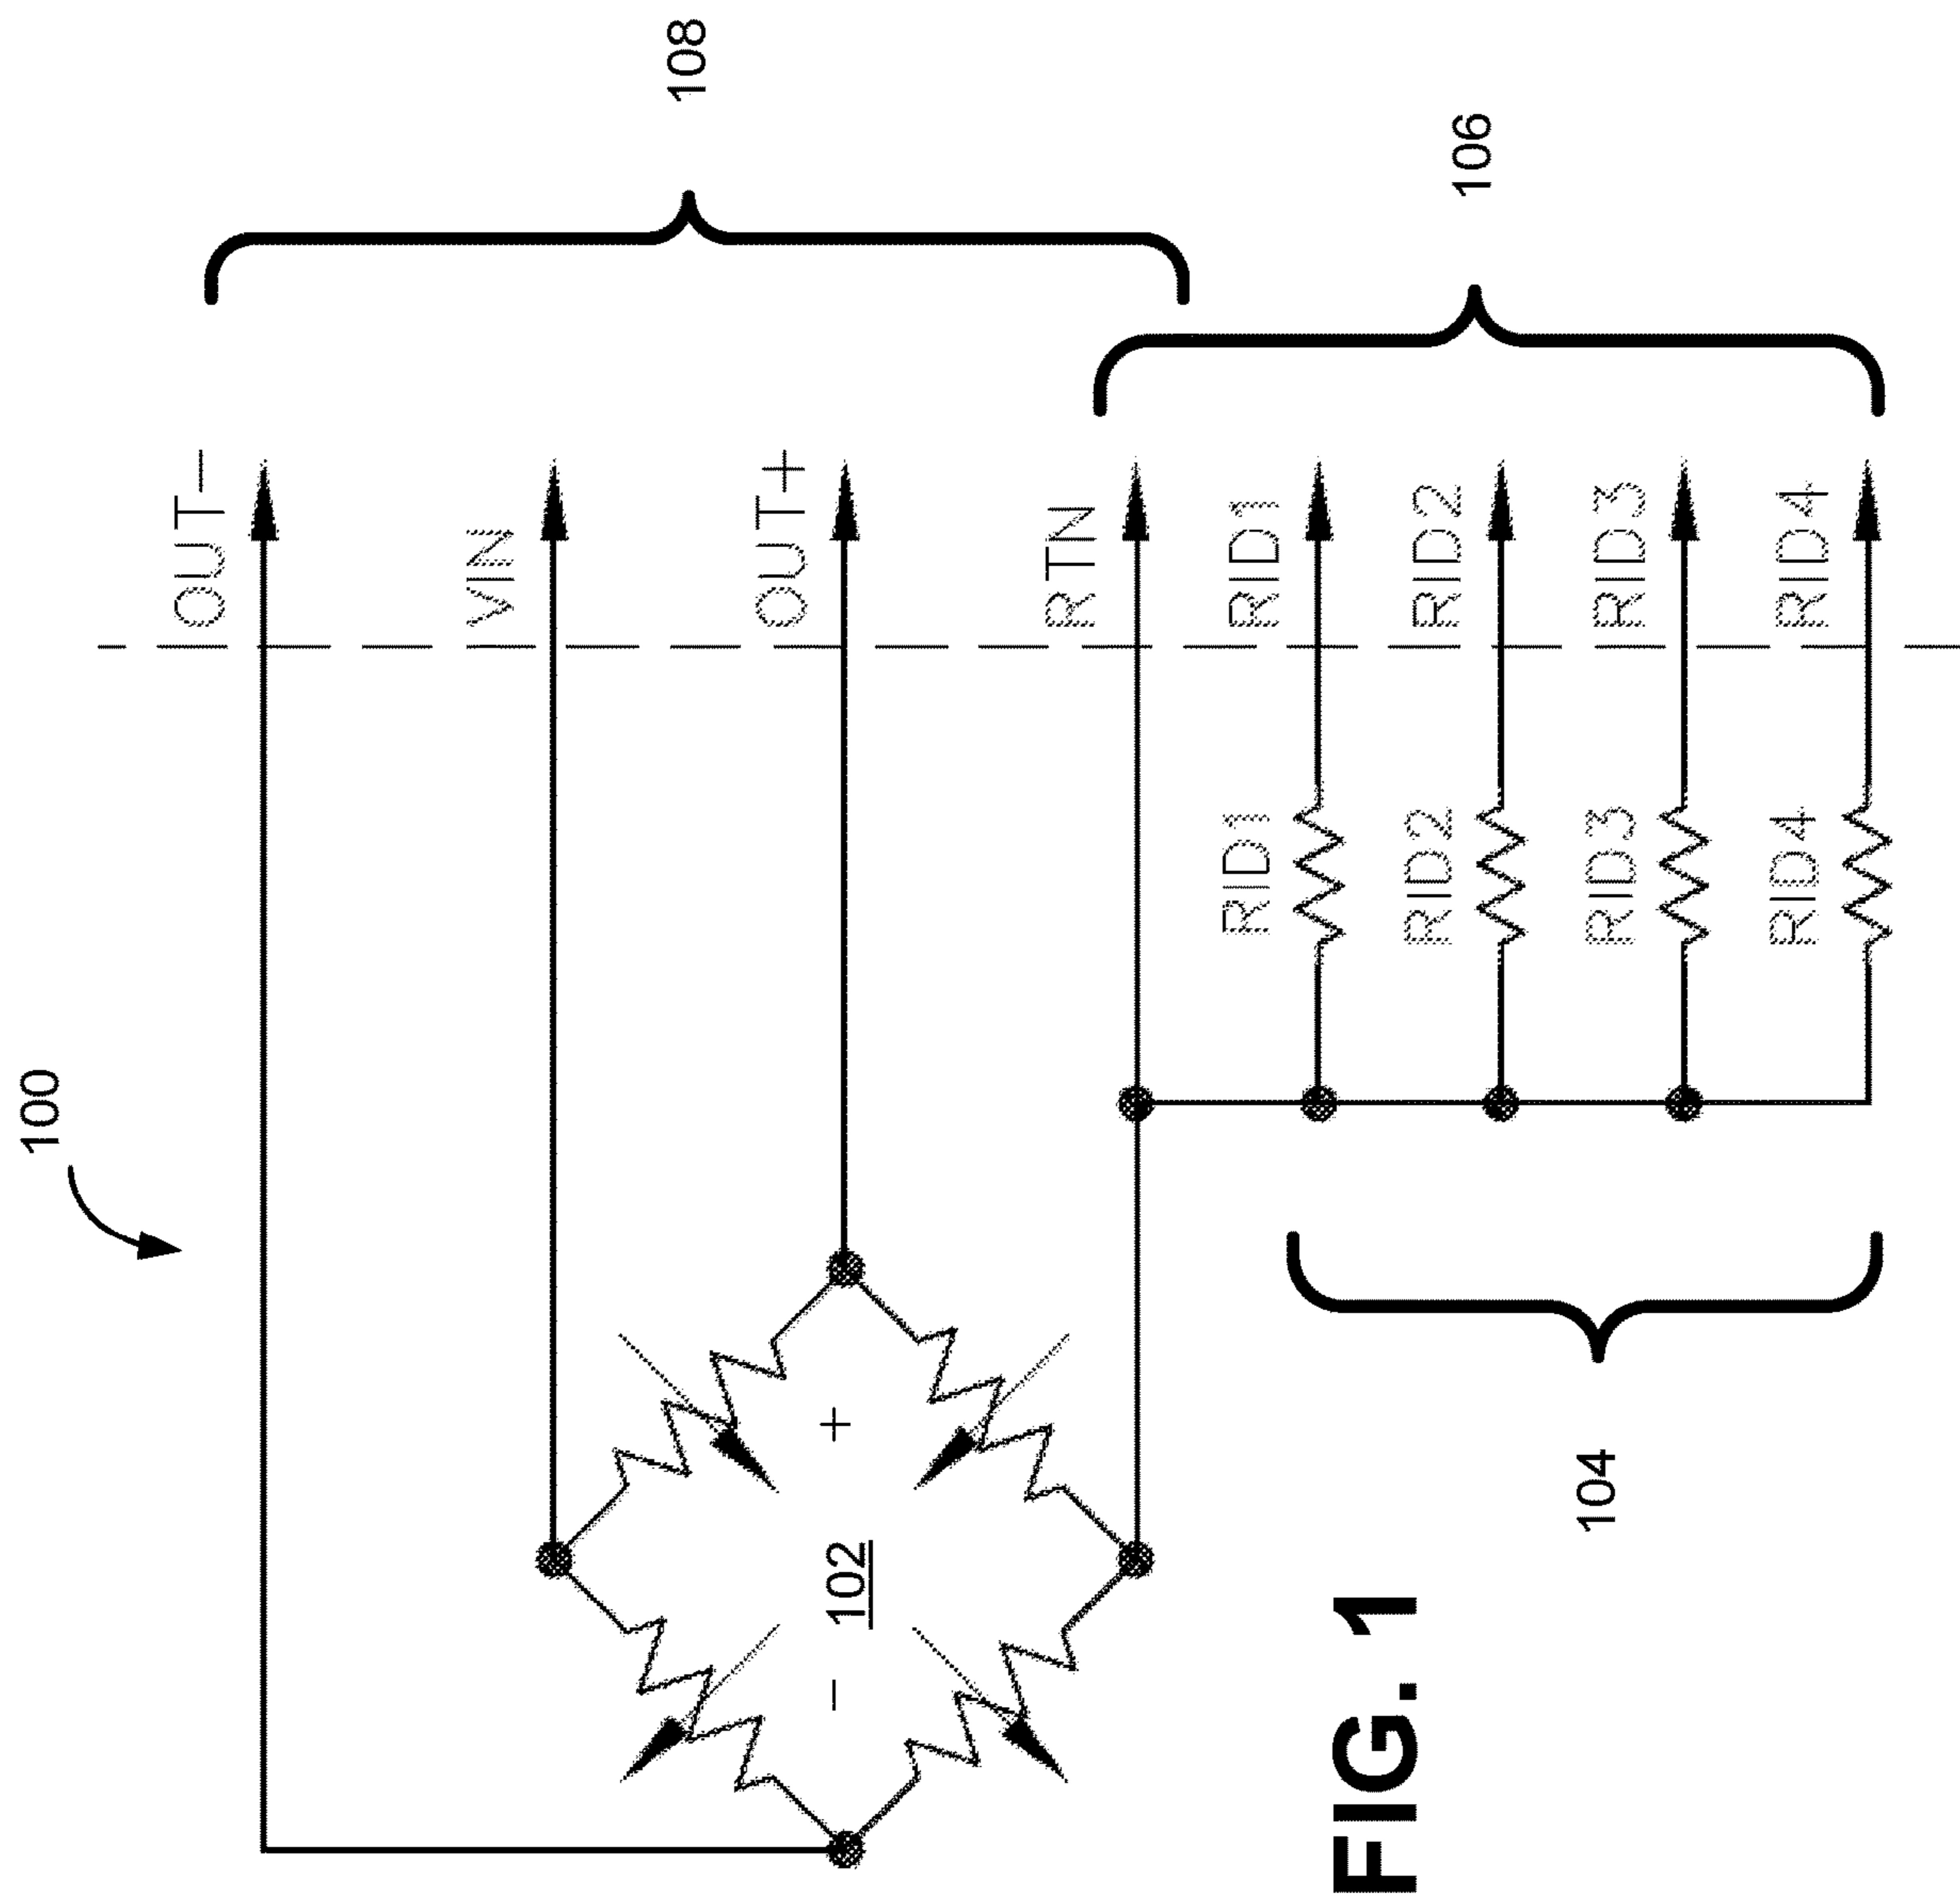 100
108
106
OUT-
VIN
OUT+
RTN
RID1
RID2
RID3
RID4
RID1
RID2
RID3
RID4
+
102
-
104
FIG. 1